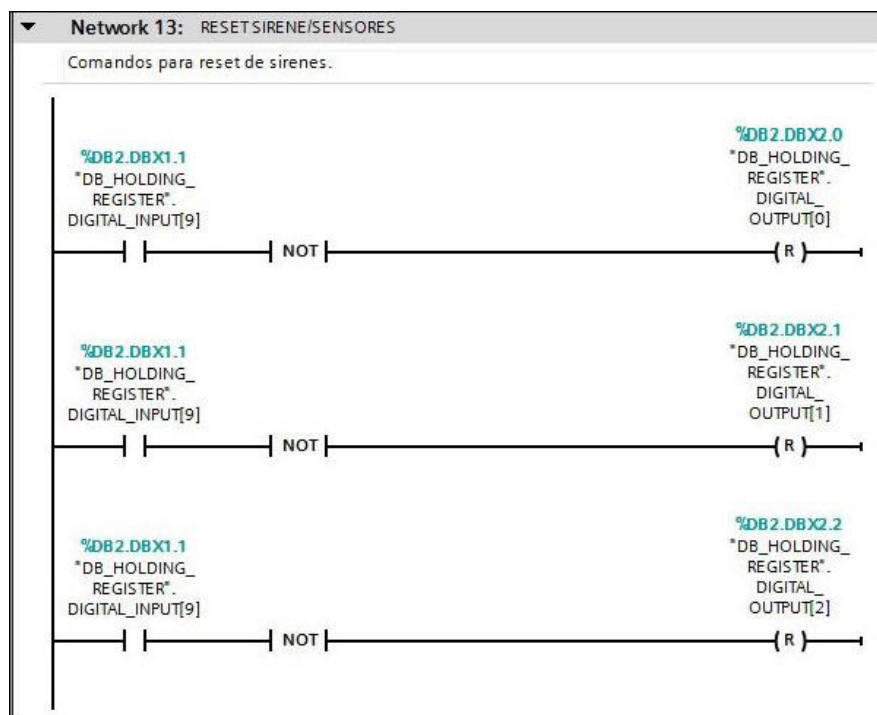 Network 13: RESET SIRENE/SENSORES
Comandos para reset de sirenes.
%DB2.DBX1.1
"DB_HOLDING_
REGISTER".
DIGITAL_INPUT[9]
NOT
%DB2.DBX2.0
"DB_HOLDING_
REGISTER".
DIGITAL_
OUTPUT[0]
R
%DB2.DBX1.1
"DB_HOLDING_
REGISTER".
DIGITAL_INPUT[9]
NOT
%DB2.DBX2.1
"DB_HOLDING_
REGISTER".
DIGITAL_
OUTPUT[1]
R
%DB2.DBX1.1
"DB_HOLDING_
REGISTER".
DIGITAL_INPUT[9]
NOT
%DB2.DBX2.2
"DB_HOLDING_
REGISTER".
DIGITAL_
OUTPUT[2]
R